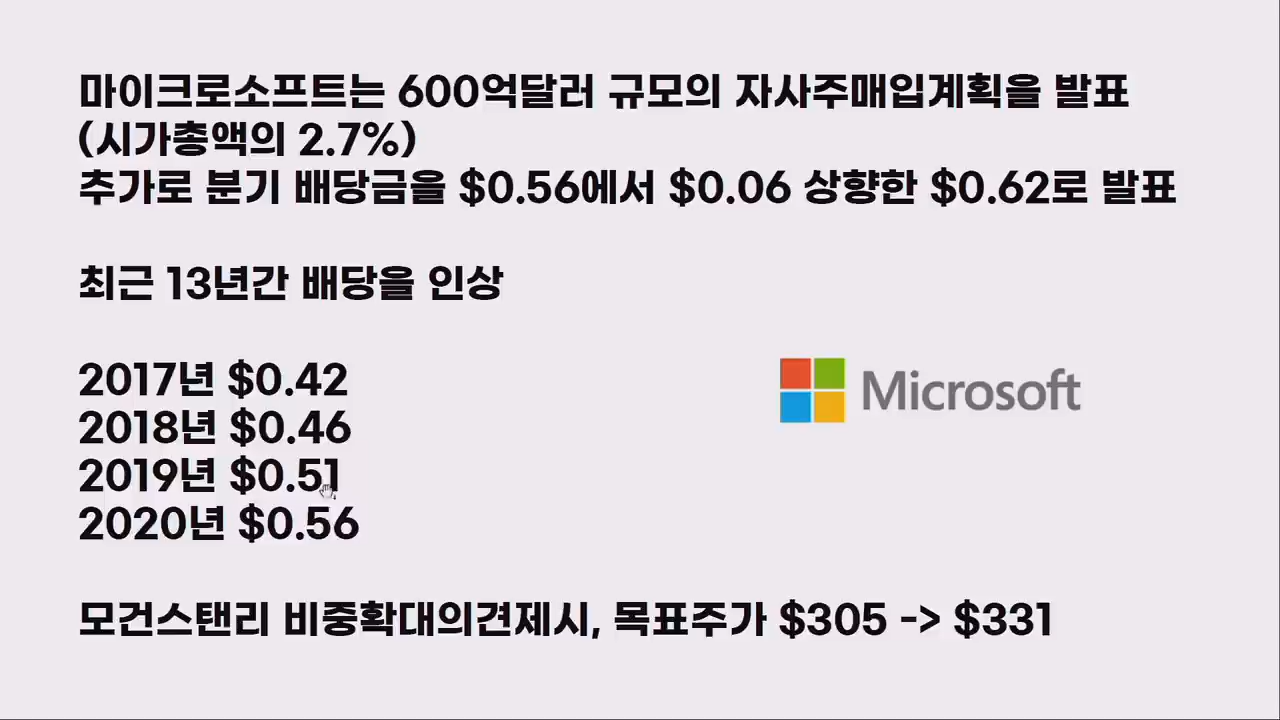 마이크로소프트는 600억달러 규모의 자사주매입계획을 발표
(시가총액의 2.7%)
추가로 분기 배당금을 $0.56에서 $0.06 상향한 $0.62로 발표
최근 13년간 배당을 인상
2017년 $0.42
2018년 $0.46
2019년 $0.51
2020년 $0.56
Microsoft
모건스탠리 비중확대의견제시, 목표주가 $305 -> $331